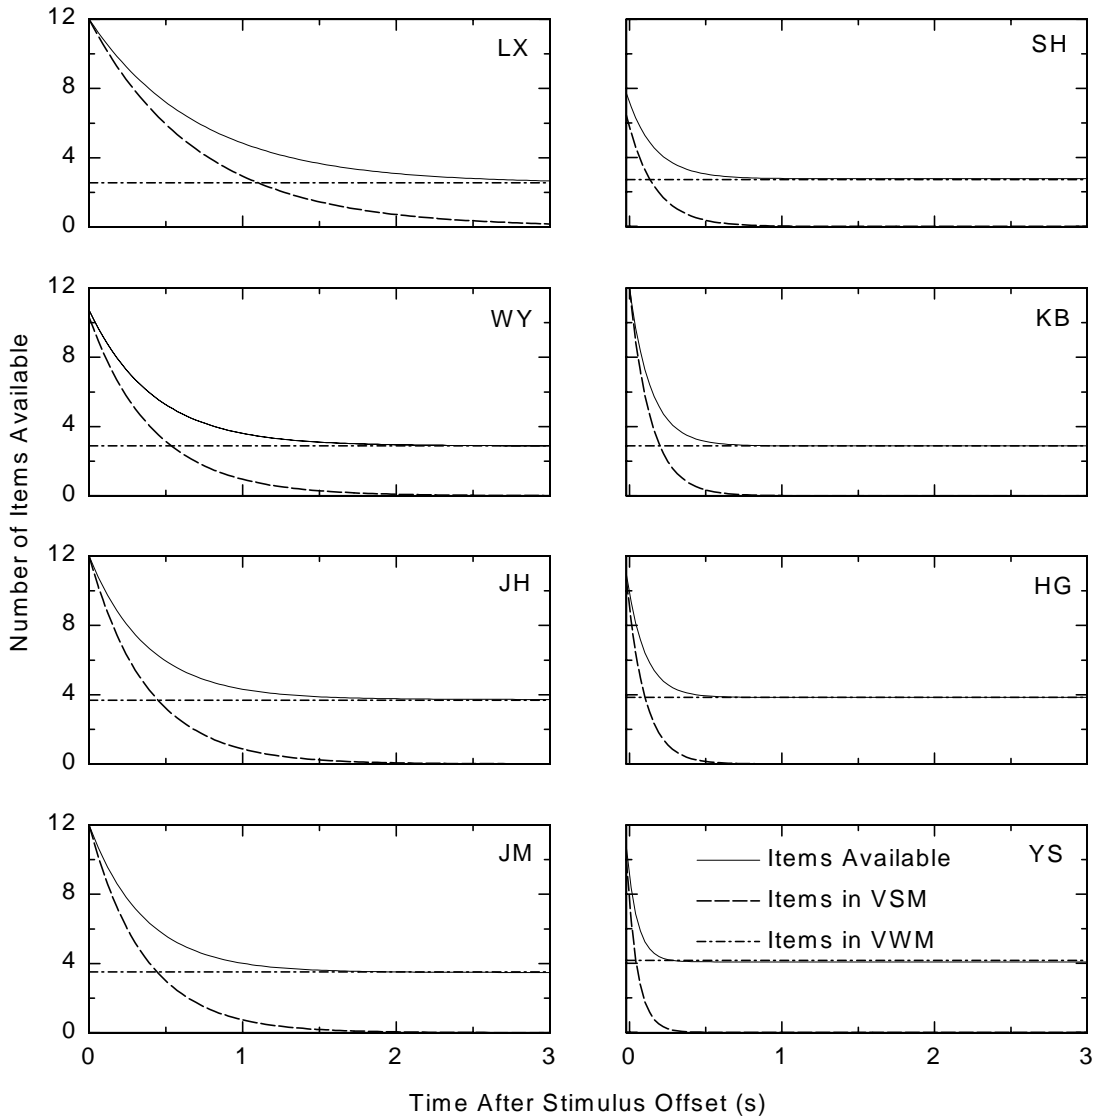 12
8
4
0
LX
SH
12
8
4
0
WY
KB
Number of Items Available
12
8
4
0
JH
HG
12
8
4
0
JM
YS
Items Available
Items in VSM
Items in VWM
0 1 2 3
0 1 2 3
Time After Stimulus Offset (s)